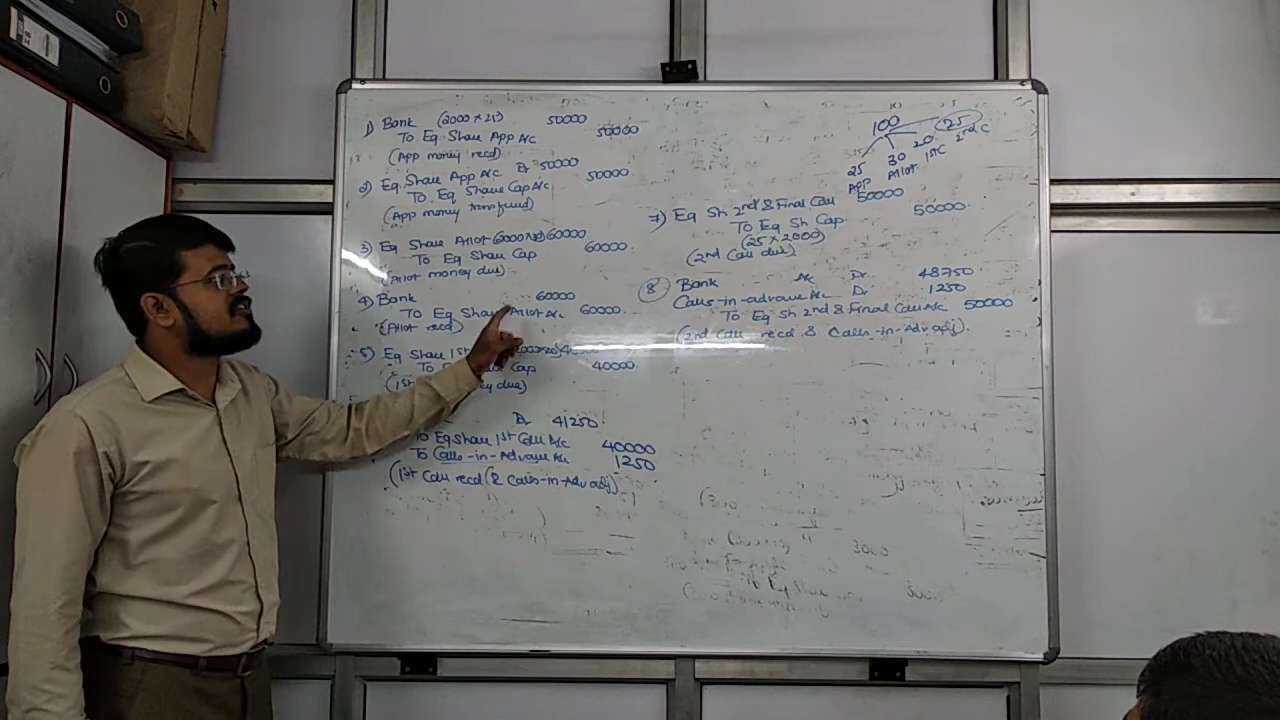 1) Bank (2000 × 25) 50000
To Eq Share App A/c 50000
(App money recd)
2) Eq Share App A/c Dr 50000
To Eq Share Cap A/c 50000
(App money transfered)
3) Eq Share Allot (2000×30) 60000
To Eq Share Cap 60000
(Allot money due)
4) Bank 60000
To Eq Share Allot A/c 60000
(Allot recd)
5) Eq Share 1st
To Cap 40000
(1st due)
Dr 41250
To Eq Share 1st Call A/c 40000
To Calls-in-Advance A/c 1250
(1st Call recd & Calls-in-Adv adj)
100
25 30 20 25
App Allot 1st C 2nd C
7) Eq Sh 2nd & Final Call 50000
To Eq Sh Cap 50000
(25 × 2000)
(2nd Call due)
8 Bank A/c Dr 48750
Calls-in-advance A/c Dr 1250
To Eq Sh 2nd & Final Call A/c 50000
(2nd Call recd & Calls-in-Adv adj).